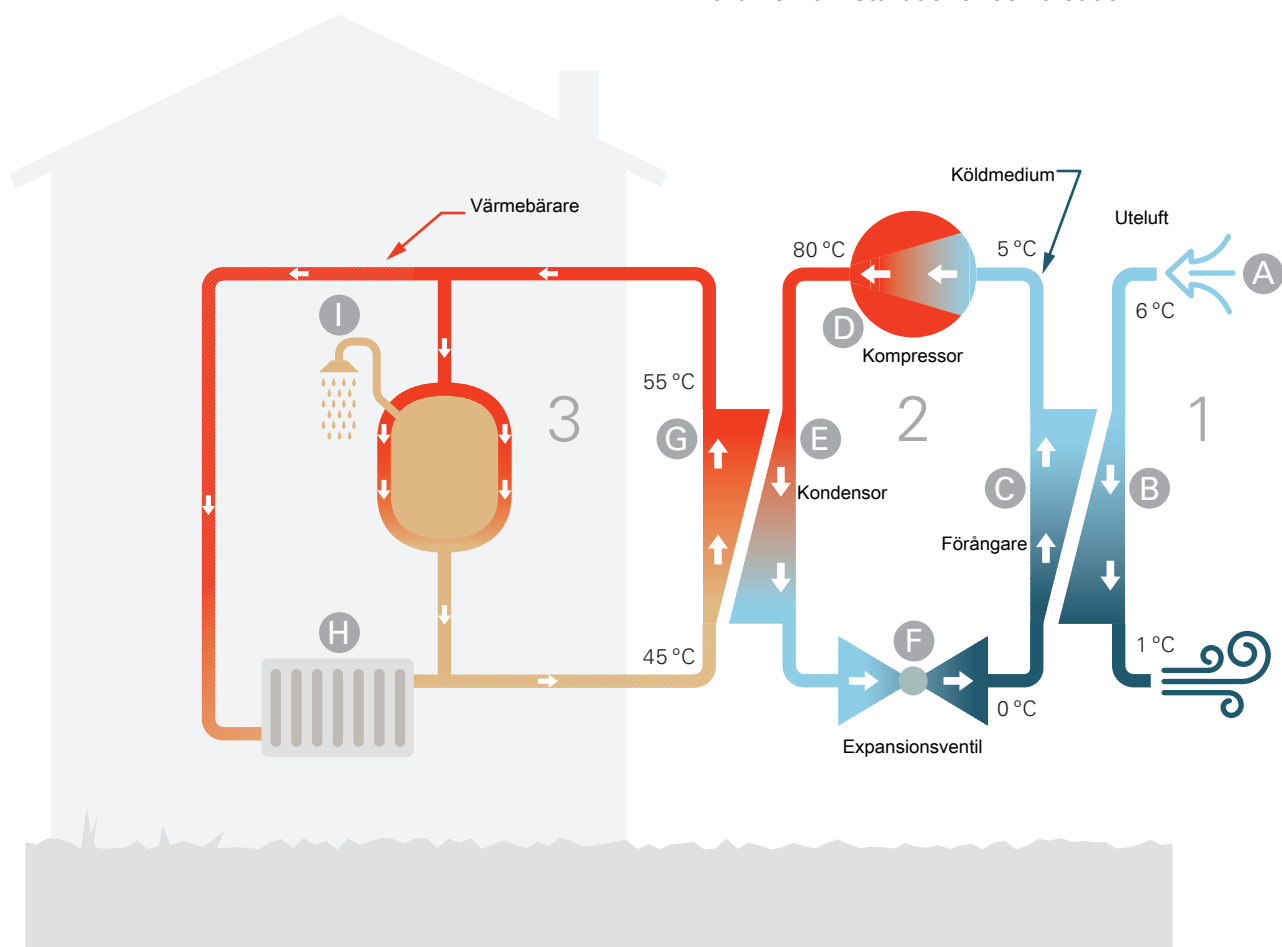 Köldmedium
Värmebärare
Uteluft
80 °C
5 °C
A
6 °C
I
D
Kompressor
55 °C
3
2
1
G
E
C
B
Kondensor
Förångare
H
F
45 °C
1 °C
0 °C
Expansionsventil